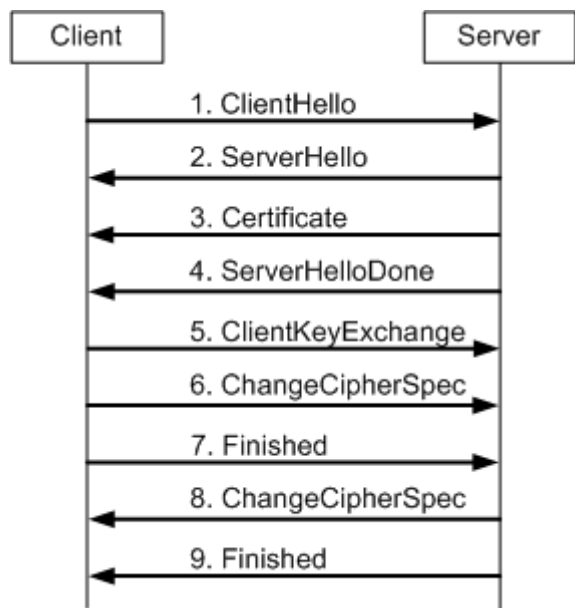 Client
Server
1. ClientHello
2. ServerHello
3. Certificate
4. ServerHelloDone
5. ClientKeyExchange
6. ChangeCipherSpec
7. Finished
8. ChangeCipherSpec
9. Finished